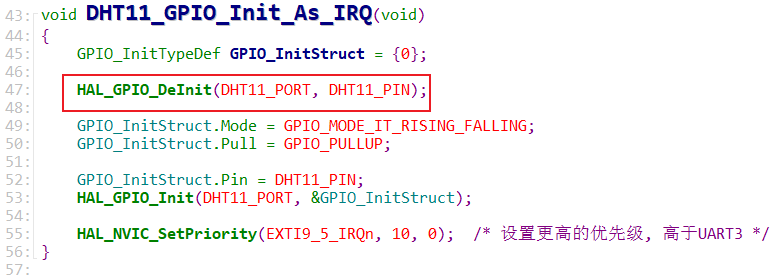 43: void DHT11_GPIO_Init_As_IRQ(void)
44: {
45: GPIO_InitTypeDef GPIO_InitStruct = {0};
46:
47: HAL_GPIO_DeInit(DHT11_PORT, DHT11_PIN);
48:
49: GPIO_InitStruct.Mode = GPIO_MODE_IT_RISING_FALLING;
50: GPIO_InitStruct.Pull = GPIO_PULLUP;
51:
52: GPIO_InitStruct.Pin = DHT11_PIN;
53: HAL_GPIO_Init(DHT11_PORT, &GPIO_InitStruct);
54:
55: HAL_NVIC_SetPriority(EXTI9_5_IRQn, 10, 0); /* 设置更高的优先级, 高于UART3 */
56: }
57: